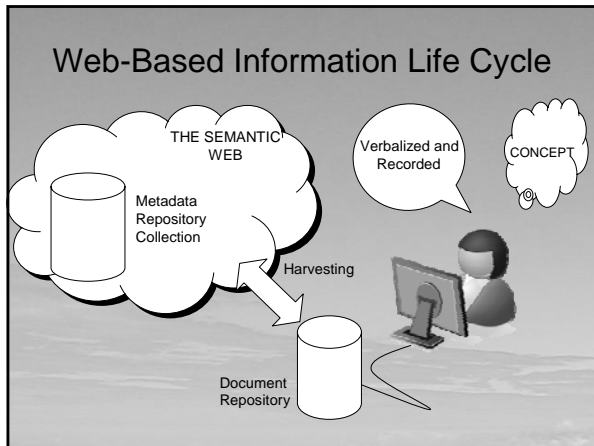 Web-Based Information Life Cycle
THE SEMANTIC
WEB
Verbalized and
Recorded
CONCEPT
Metadata
Repository
Collection
Harvesting
Document
Repository